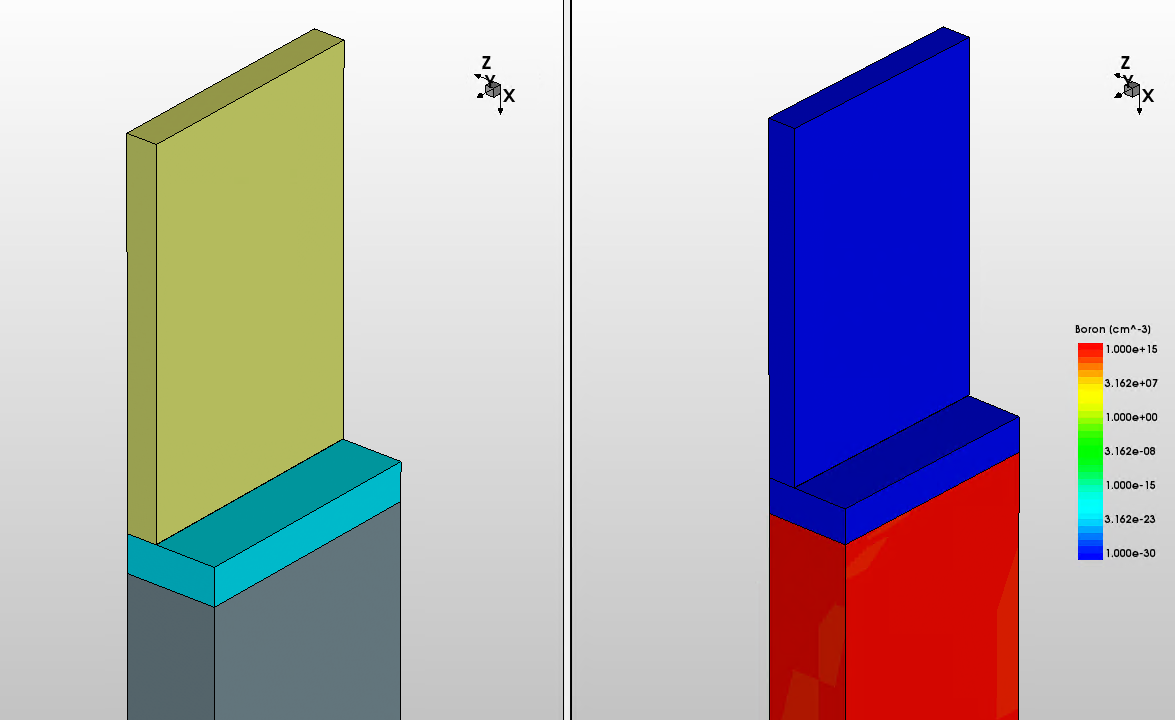 Z
Y
X
Z
Y
X
Boron (cm^-3)
1.000e+15
3.162e+07
1.000e+00
3.162e-08
1.000e-15
3.162e-23
1.000e-30